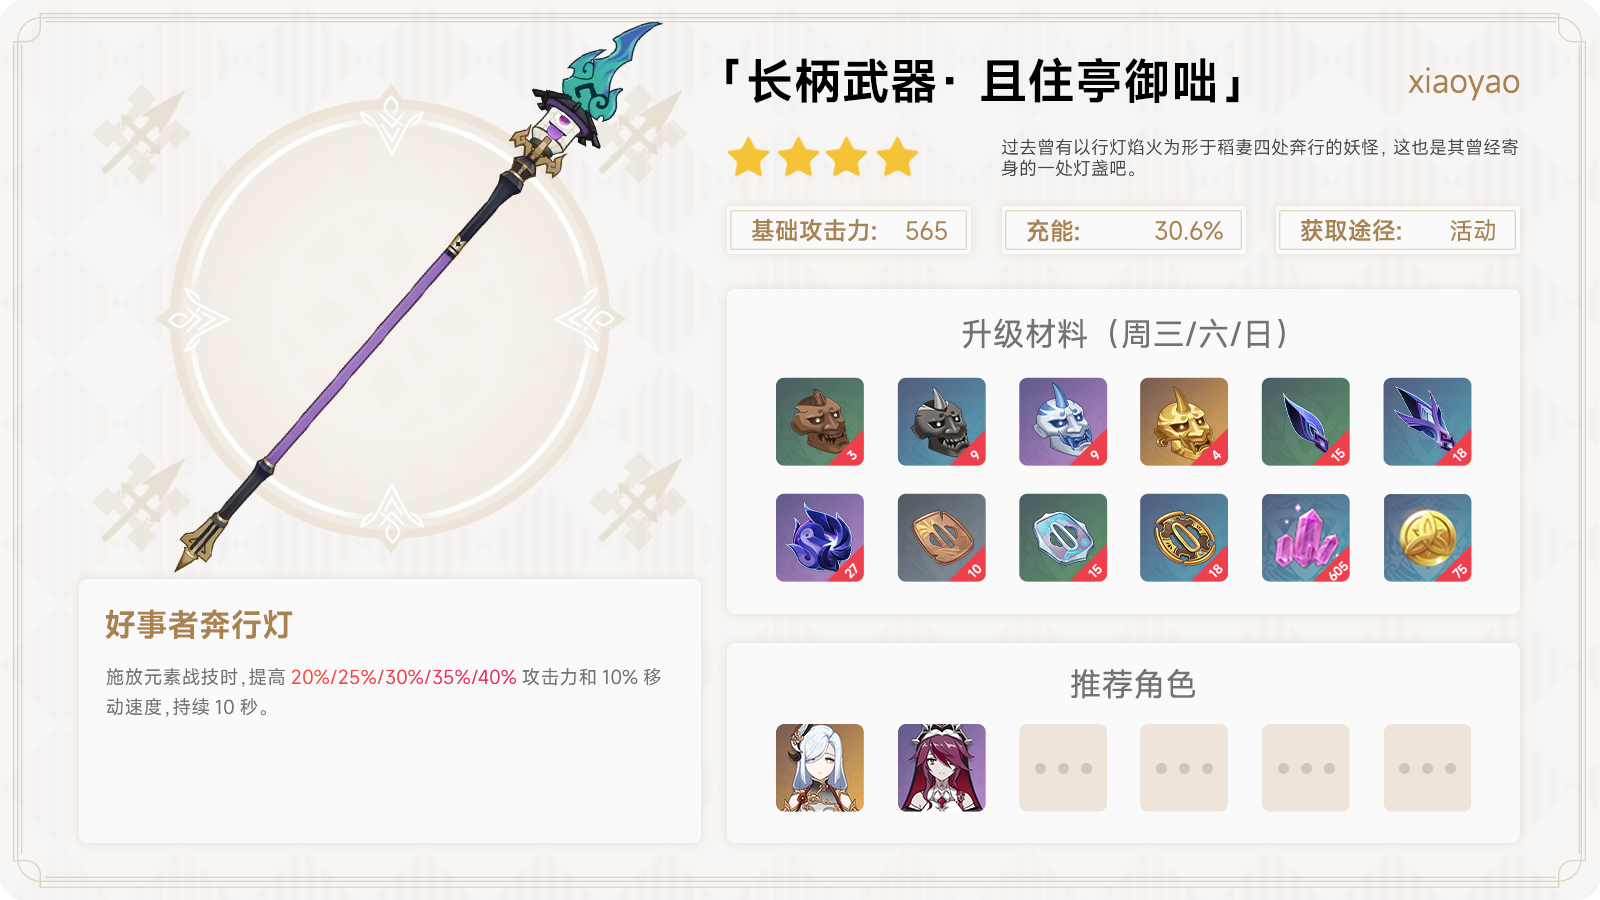 「长柄武器· 且住亭御咄」
xiaoyao
过去曾有以行灯焰火为形于稻妻四处奔行的妖怪, 这也是其曾经寄
身的一处灯盏吧。
基础攻击力: 565
充能: 30.6%
获取途径: 活动
升级材料（周三/六/日）
3
9
9
4
15
18
27
10
15
18
605
75
好事者奔行灯
施放元素战技时,提高 20%/25%/30%/35%/40% 攻击力和 10% 移
动速度,持续 10 秒。
推荐角色